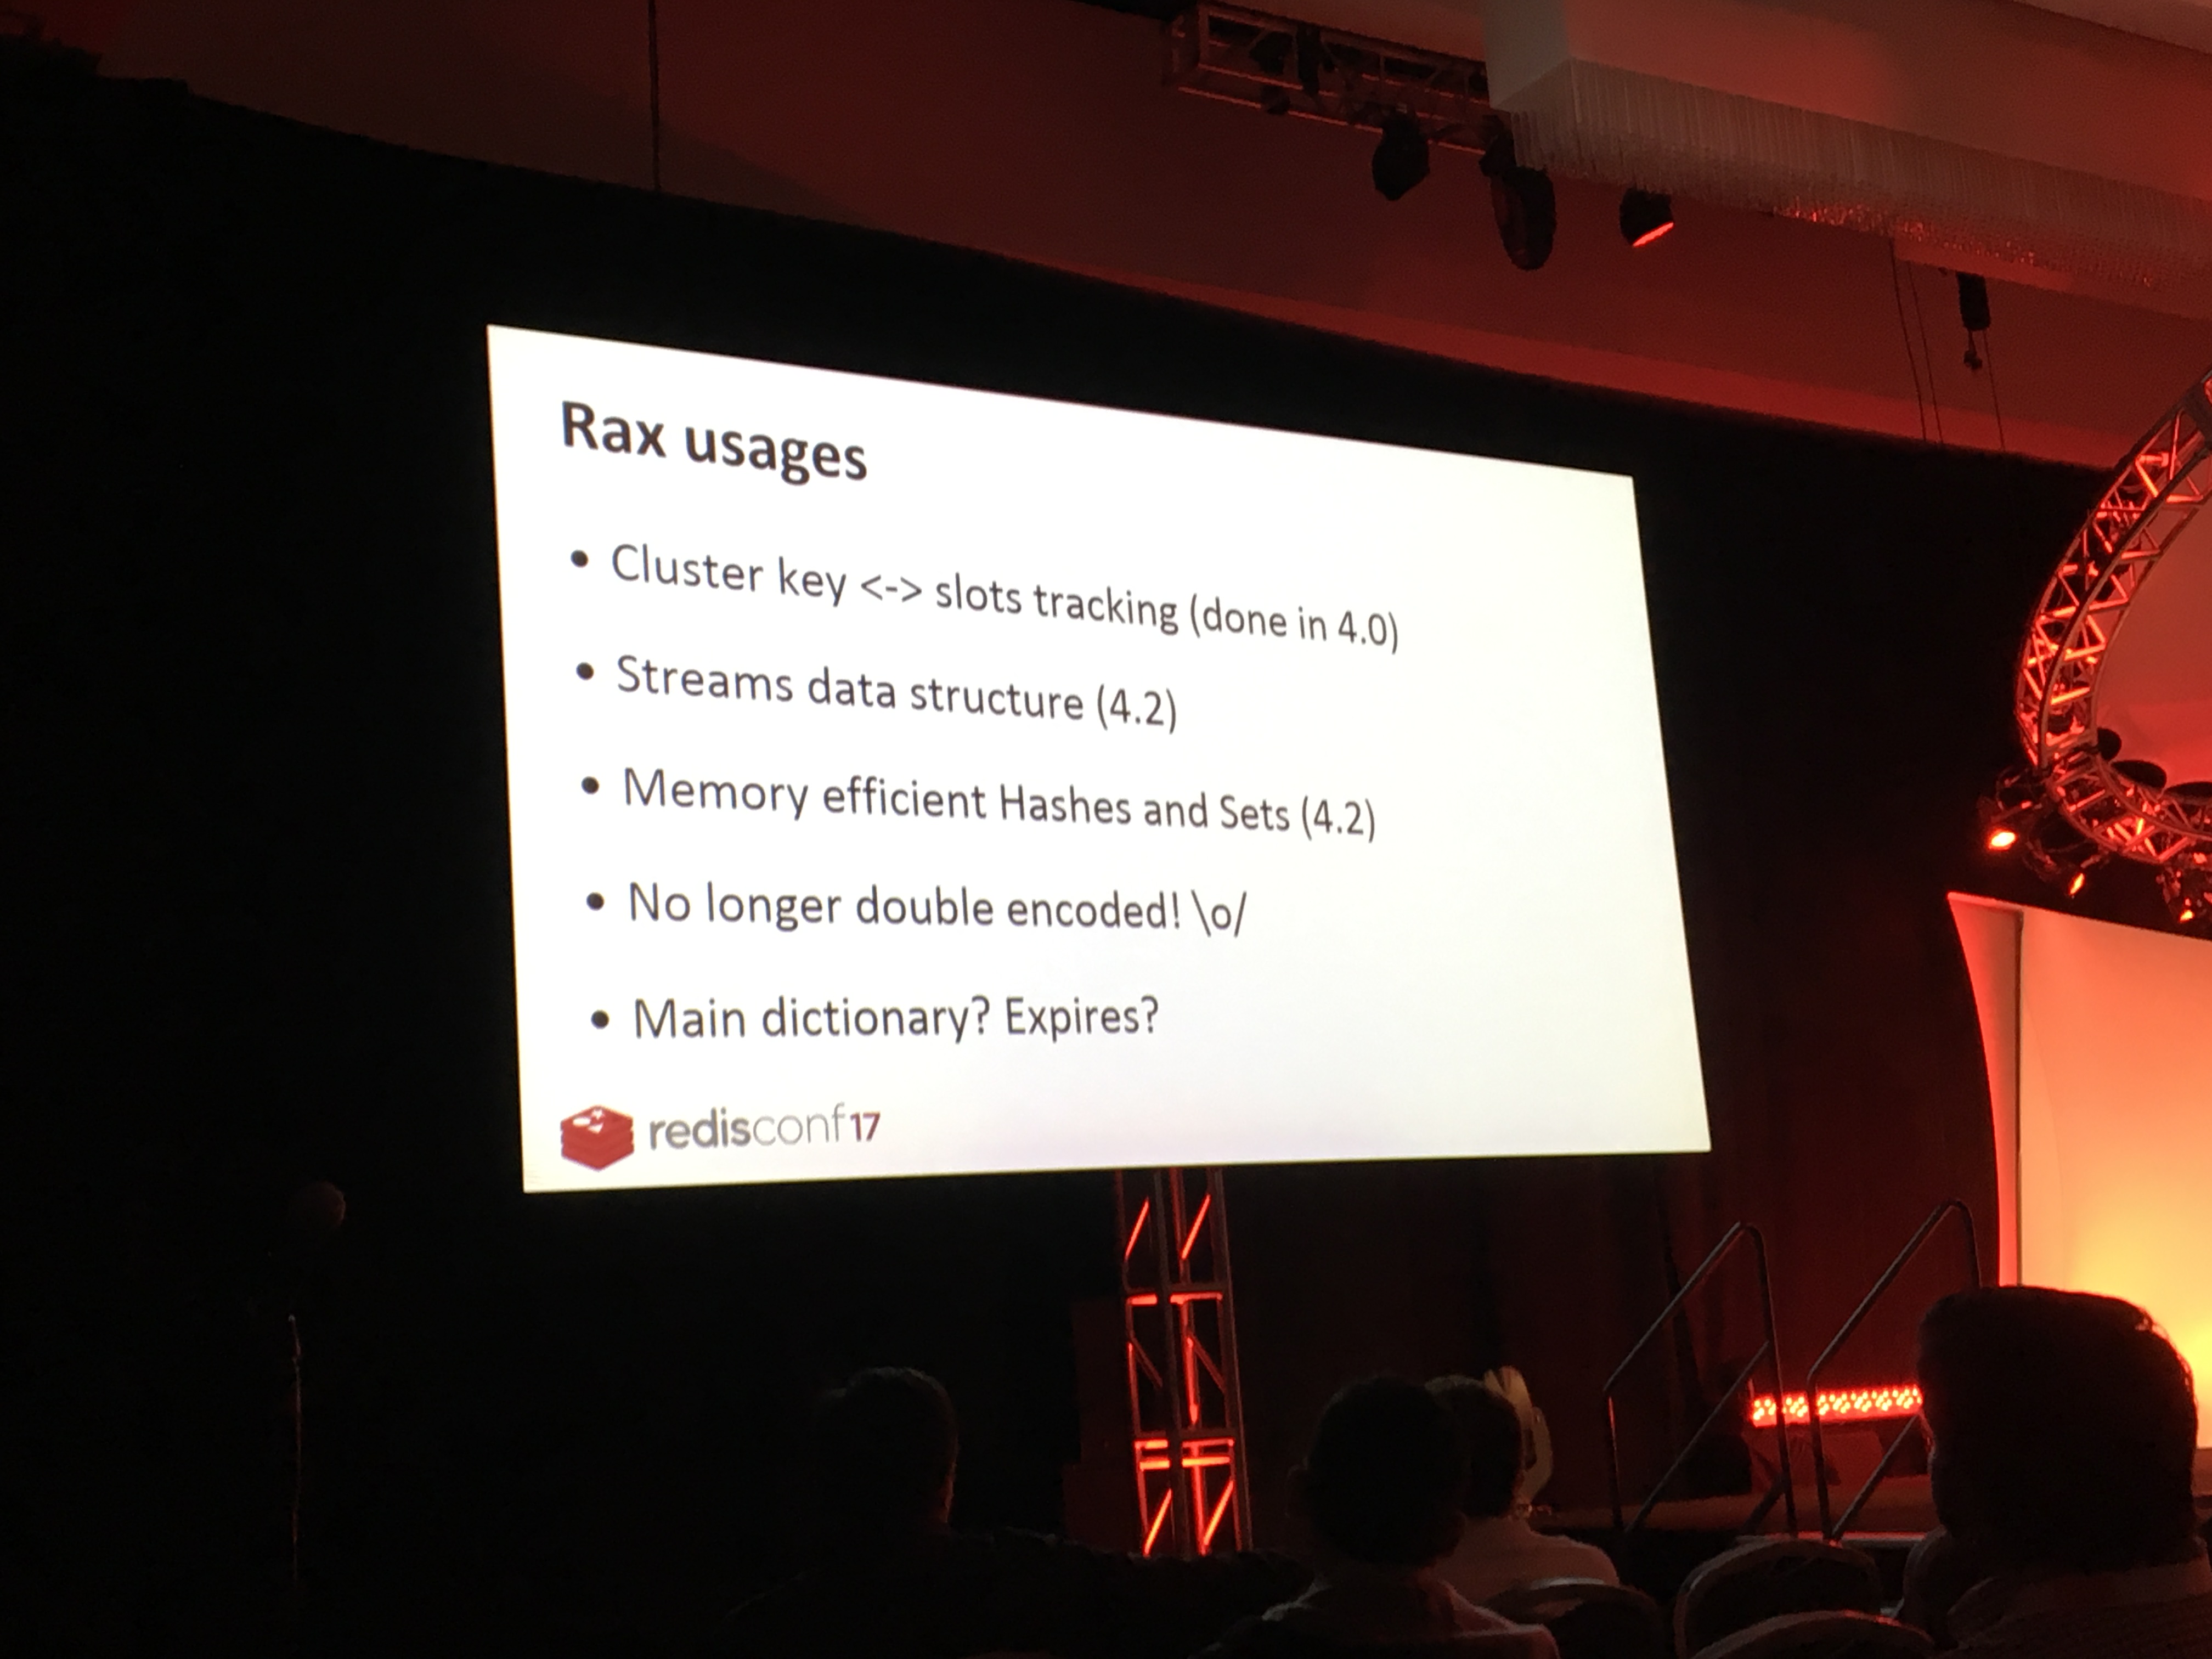 Rax usages
• Cluster key <-> slots tracking (done in 4.0)
• Streams data structure (4.2)
• Memory efficient Hashes and Sets (4.2)
• No longer double encoded! \o/
• Main dictionary? Expires?
redisconf17